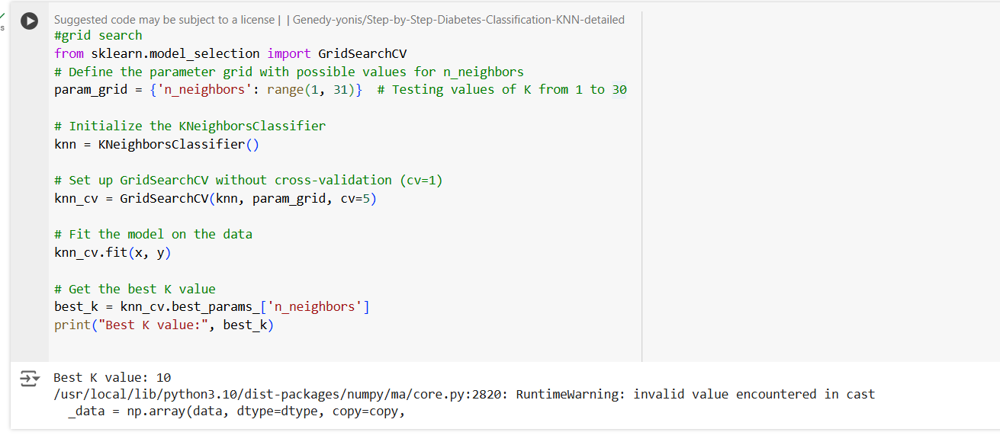 Suggested code may be subject to a license | | Genedy-yonis/Step-by-Step-Diabetes-Classification-KNN-detailed
s
#grid search
from sklearn.model_selection import GridSearchCV
# Define the parameter grid with possible values for n_neighbors
param_grid = {'n_neighbors': range(1, 31)}  # Testing values of K from 1 to 30
# Initialize the KNeighborsClassifier
knn = KNeighborsClassifier()
# Set up GridSearchCV without cross-validation (cv=1)
knn_cv = GridSearchCV(knn, param_grid, cv=5)
# Fit the model on the data
knn_cv.fit(x, y)
# Get the best K value
best_k = knn_cv.best_params_['n_neighbors']
print("Best K value:", best_k)
Best K value: 10
/usr/local/lib/python3.10/dist-packages/numpy/ma/core.py:2820: RuntimeWarning: invalid value encountered in cast
  _data = np.array(data, dtype=dtype, copy=copy,